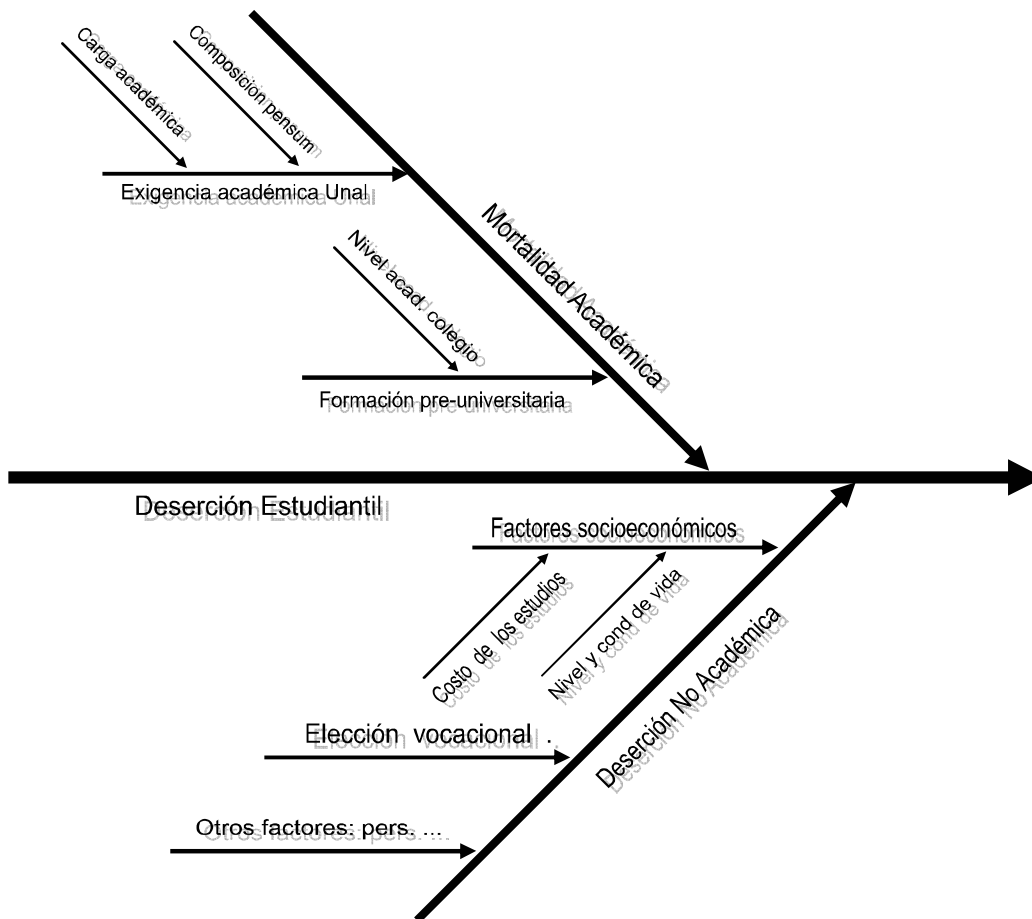 Carga académica
Composición pensum
Exigencia académica Unal
Mortalidad Académica
Nivel acad. colegio
Formación pre-universitaria
Deserción Estudiantil
Factores socioeconómicos
Costo de los estudios
Nivel y cond de vida
Deserción No Académica
Elección vocacional .
Otros factores: pers. ...